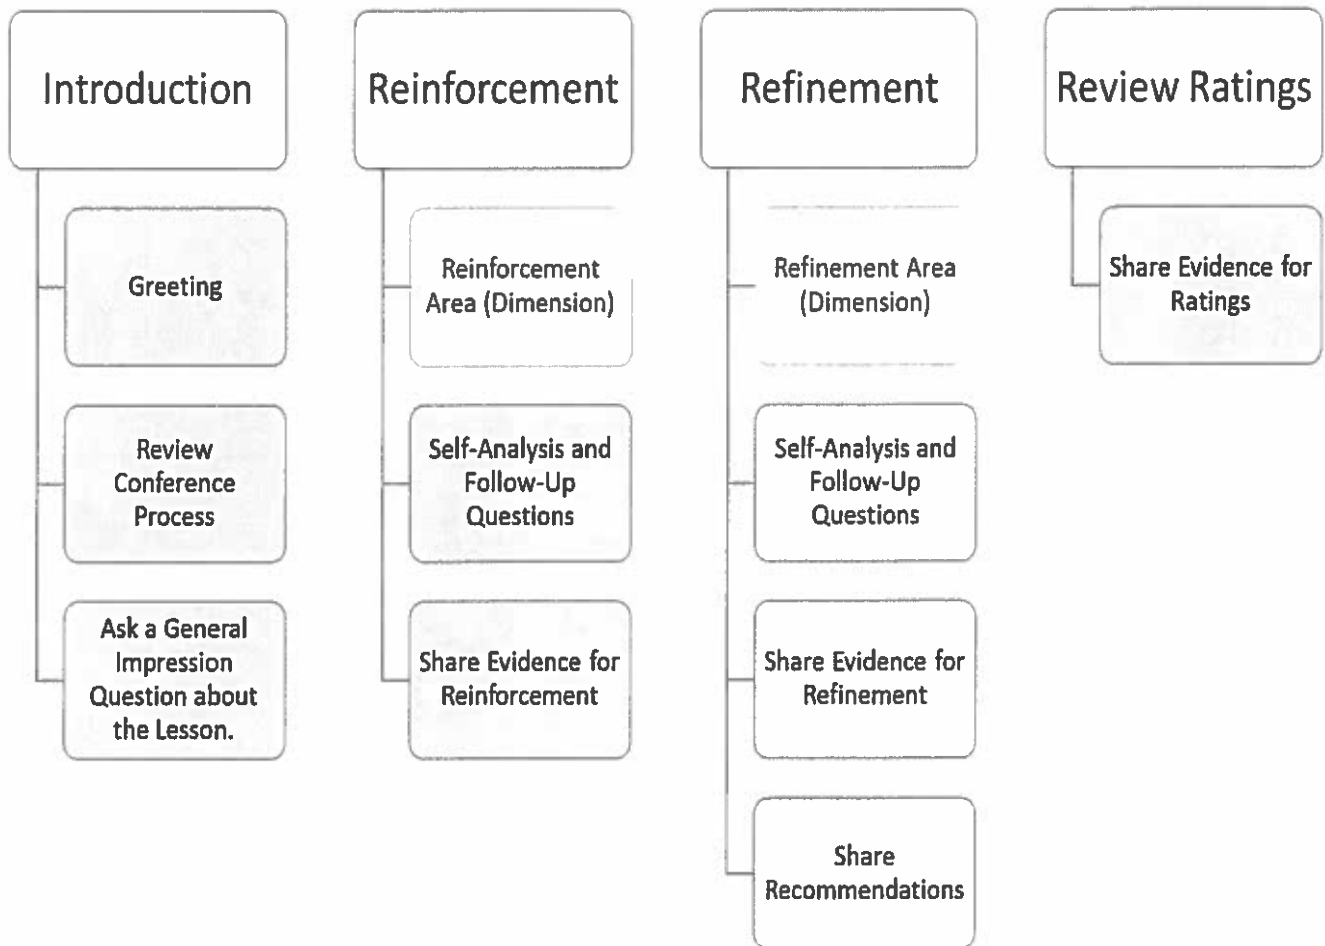 Introduction
Greeting
Review
Conference
Process
Ask a General
Impression
Question about
the Lesson.
Reinforcement
Reinforcement
Area (Dimension)
Self-Analysis and
Follow-Up
Questions
Share Evidence for
Reinforcement
Refinement
Refinement Area
(Dimension)
Self-Analysis and
Follow-Up
Questions
Share Evidence for
Refinement
Share
Recommendations
Review Ratings
Share Evidence for
Ratings